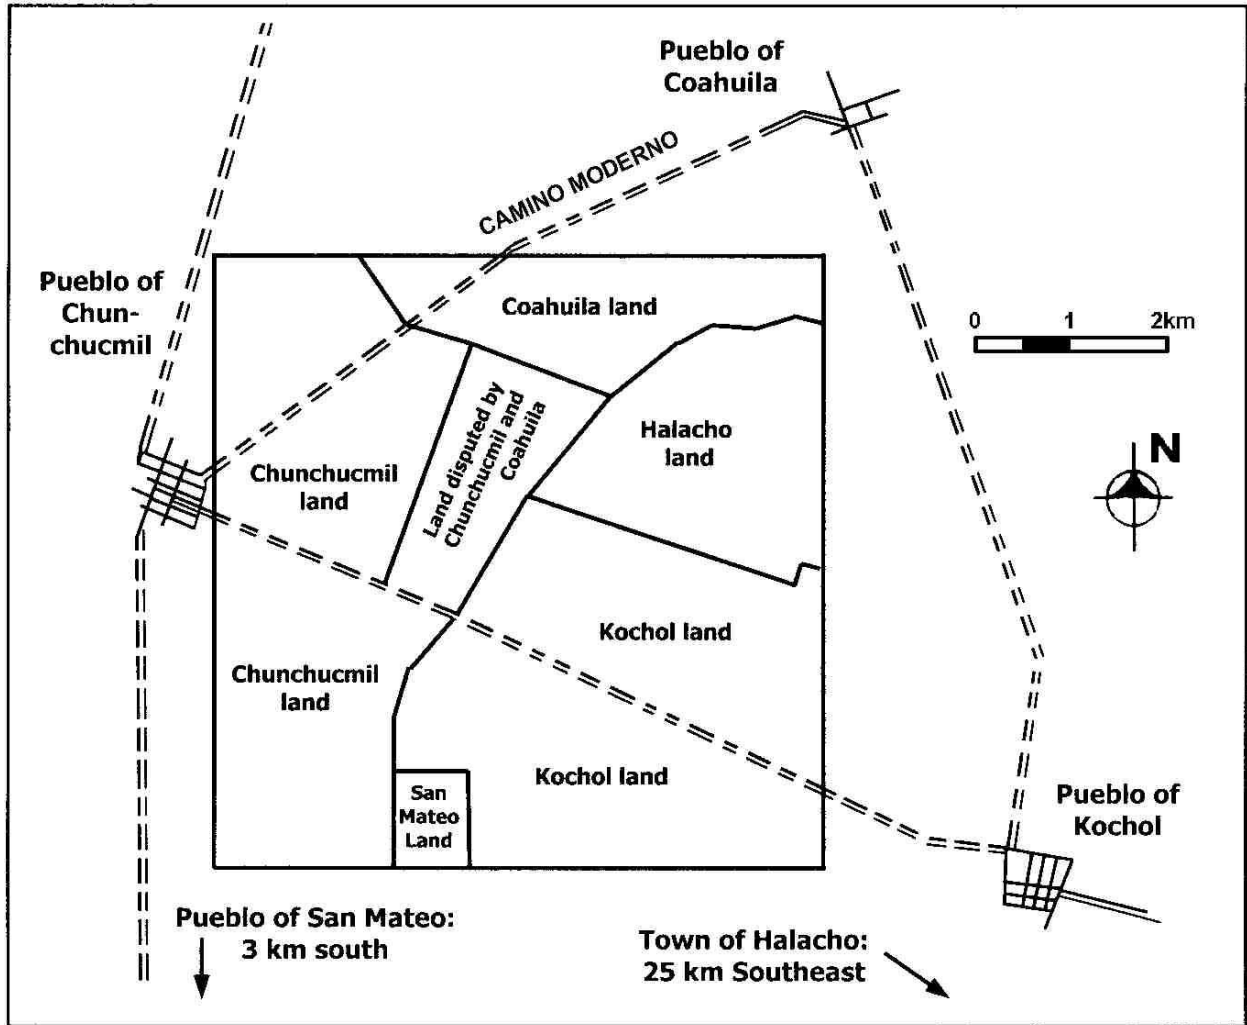 Pueblo of
Coahuila
CAMINO MODERNO
Pueblo of
Chun-
chucmil
Coahuila land
0 1 2km
Land disputed by
Chunchucmil and
Coahuila
Halacho
land
N
Chunchucmil
land
Kochol land
Chunchucmil
land
Kochol land
San
Mateo
Land
Pueblo of
Kochol
Pueblo of San Mateo:
3 km south
Town of Halacho:
25 km Southeast